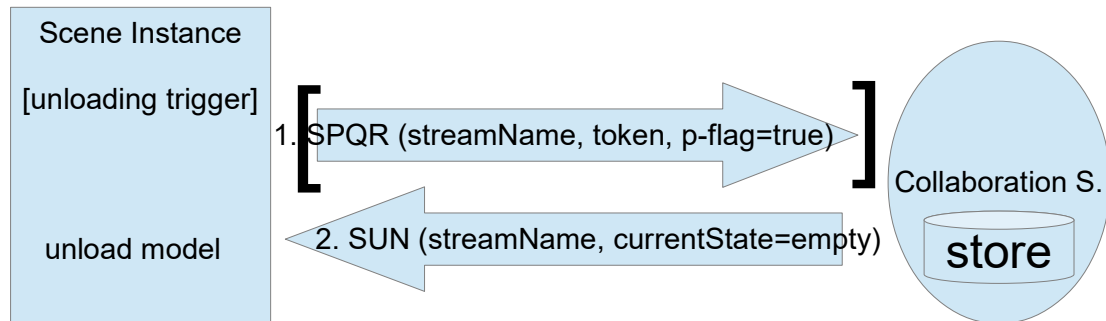 Scene Instance
[unloading trigger]
1. SPQR (streamName, token, p-flag=true)
Collaboration S.
2. SUN (streamName, currentState=empty)
unload model
store